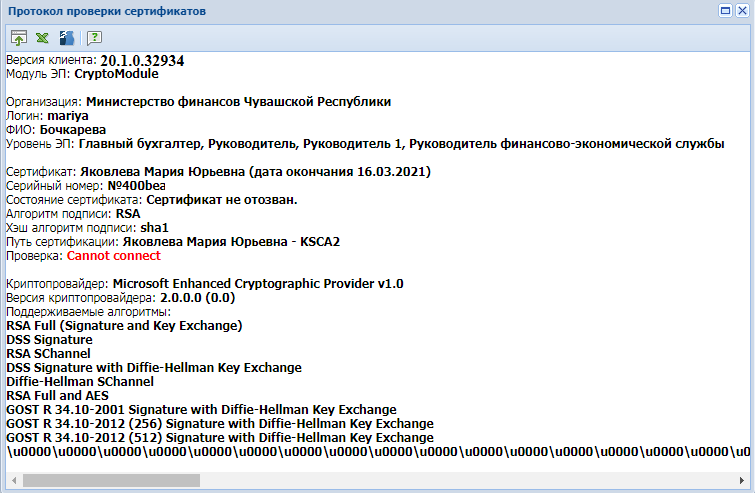 Протокол проверки сертификатов
Версия клиента: 20.1.0.32934
Модуль ЭП: CryptoModule
Организация: Министерство финансов Чувашской Республики
Логин: mariya
ФИО: Бочкарева
Уровень ЭП: Главный бухгалтер, Руководитель, Руководитель 1, Руководитель финансово-экономической службы
Сертификат: Яковлева Мария Юрьевна (дата окончания 16.03.2021)
Серийный номер: №400bea
Состояние сертификата: Сертификат не отозван.
Алгоритм подписи: RSA
Хэш алгоритм подписи: sha1
Путь сертификации: Яковлева Мария Юрьевна - KSCA2
Проверка: Cannot connect
Криптопровайдер: Microsoft Enhanced Cryptographic Provider v1.0
Версия криптопровайдера: 2.0.0.0 (0.0)
Поддерживаемые алгоритмы:
RSA Full (Signature and Key Exchange)
DSS Signature
RSA SChannel
DSS Signature with Diffie-Hellman Key Exchange
Diffie-Hellman SChannel
RSA Full and AES
GOST R 34.10-2001 Signature with Diffie-Hellman Key Exchange
GOST R 34.10-2012 (256) Signature with Diffie-Hellman Key Exchange
GOST R 34.10-2012 (512) Signature with Diffie-Hellman Key Exchange
\u0000\u0000\u0000\u0000\u0000\u0000\u0000\u0000\u0000\u0000\u0000\u0000\u0000\u0000\u0000\u0000\u0